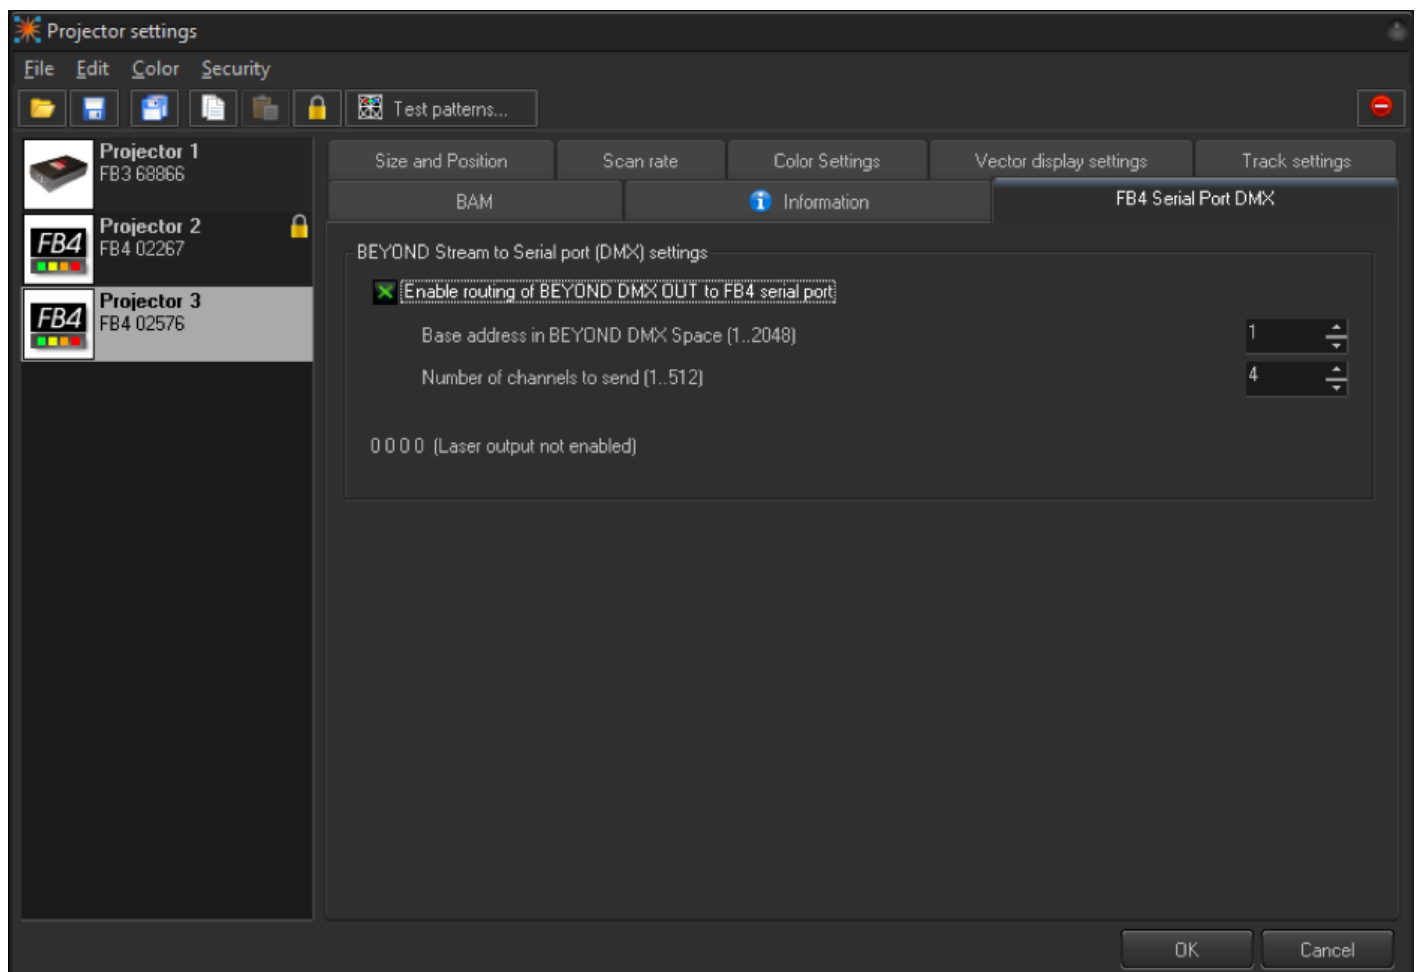 Projector settings
File Edit Color Security
Test patterns...
Projector 1
FB3 68866
FB4
Projector 2
FB4 02267
FB4
Projector 3
FB4 02576
Size and Position Scan rate Color Settings Vector display settings Track settings
BAM Information FB4 Serial Port DMX
BEYOND Stream to Serial port (DMX) settings
Enable routing of BEYOND DMX OUT to FB4 serial port
Base address in BEYOND DMX Space (1..2048) 1
Number of channels to send (1..512) 4
0 0 0 0 (Laser output not enabled)
OK Cancel